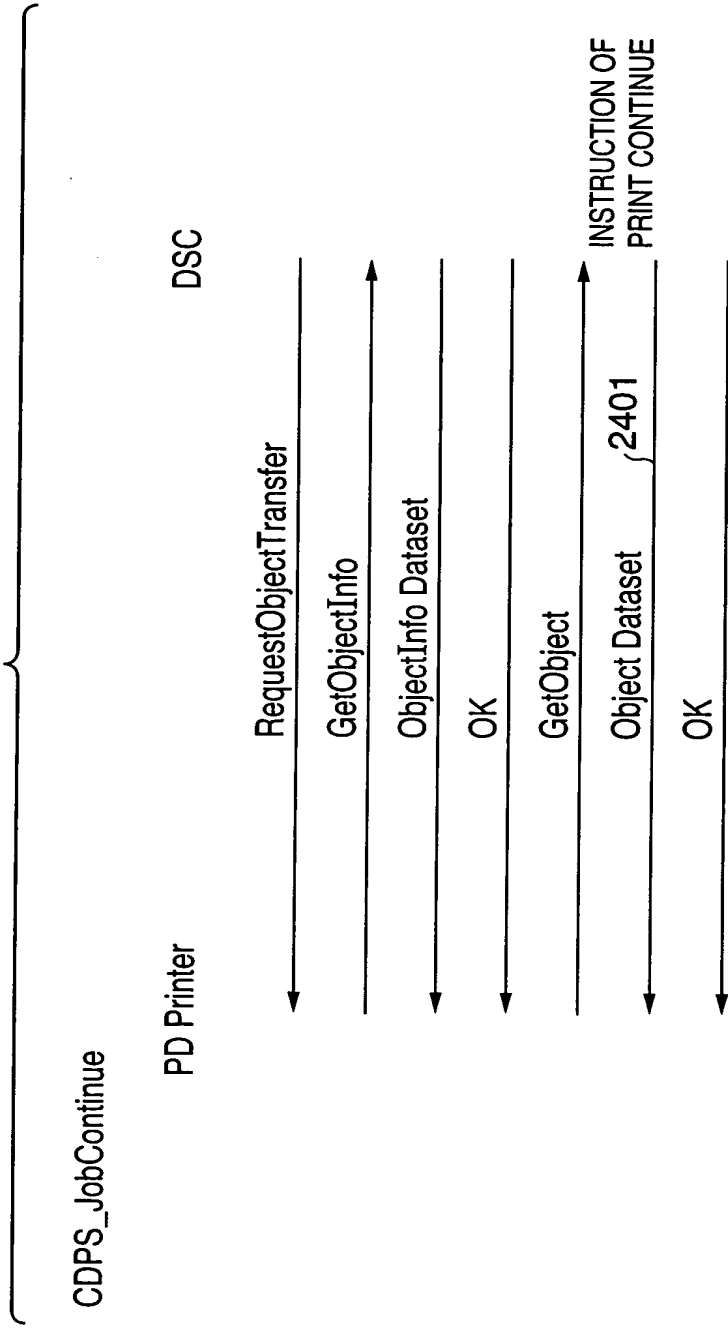 CDPS_JobContinue
PD Printer
DSC
RequestObjectTransfer
GetObjectInfo
ObjectInfo Dataset
OK
GetObject
INSTRUCTION OF
PRINT CONTINUE
Object Dataset
2401
OK